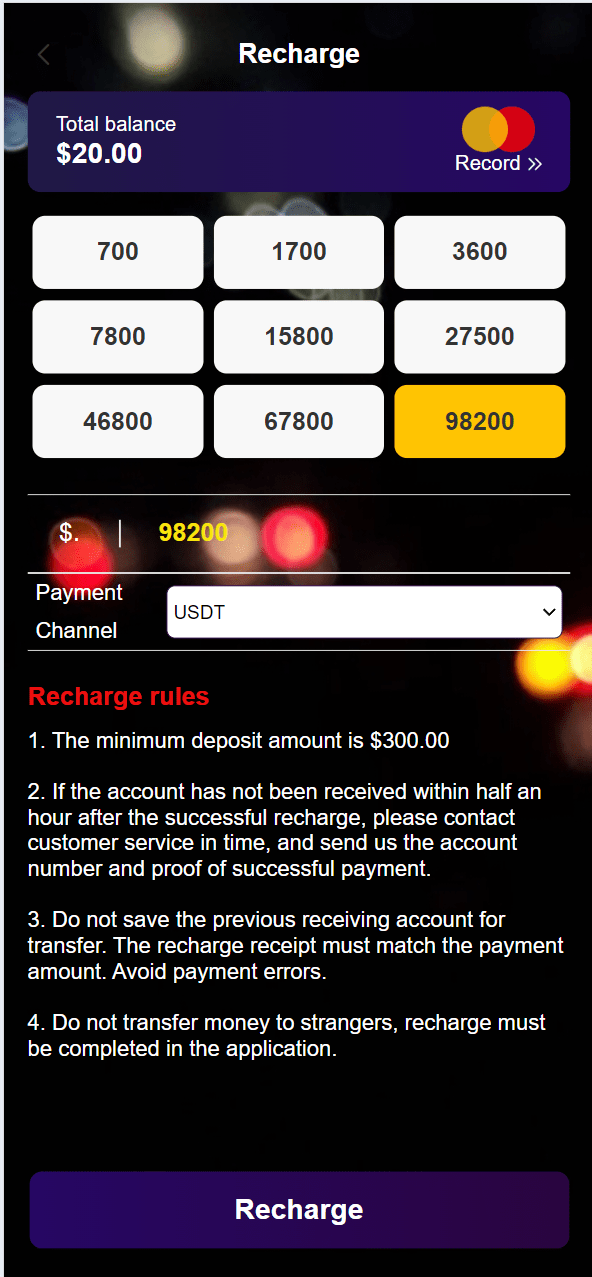 Recharge
Total balance
$20.00
Record »
700 1700 3600
7800 15800 27500
46800 67800 98200
$. | 98200
Payment
Channel
USDT
Recharge rules
1. The minimum deposit amount is $300.00
2. If the account has not been received within half an
hour after the successful recharge, please contact
customer service in time, and send us the account
number and proof of successful payment.
3. Do not save the previous receiving account for
transfer. The recharge receipt must match the payment
amount. Avoid payment errors.
4. Do not transfer money to strangers, recharge must
be completed in the application.
Recharge